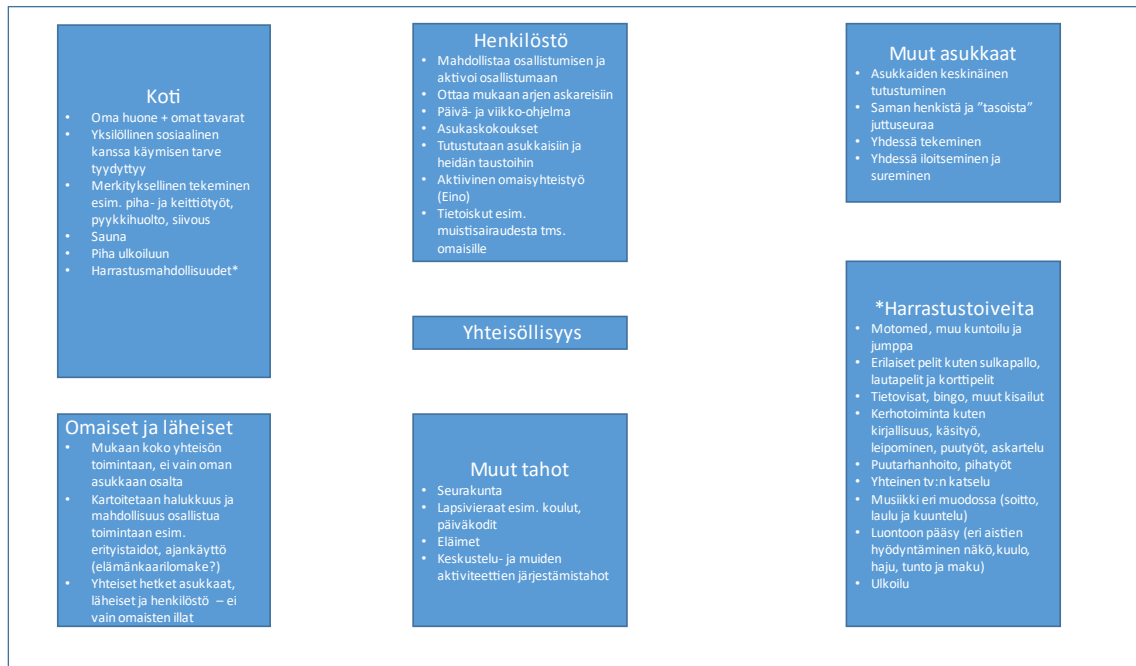 Koti
• Oma huone + omat tavarat
• Yksilöllinen sosiaalinen
kanssa käymisen tarve
tyydyttyy
• Merkityksellinen tekeminen
esim. piha- ja keittiötyöt,
pyykkihuolto, siivous
• Sauna
• Piha ulkoiluun
• Harrastusmahdollisuudet*
Henkilöstö
• Mahdollistaa osallistumisen ja
aktivoi osallistumaan
• Ottaa mukaan arjen askareisiin
• Päivä- ja viikko-ohjelma
• Asukaskokoukset
• Tutustutaan asukkaisiin ja
heidän taustoihin
• Aktiivinen omaisyhteistyö
(Eino)
• Tietoiskut esim.
muistisairaudesta tms.
omaisille
Muut asukkaat
• Asukkaiden keskinäinen
tutustuminen
• Saman henkistä ja ”tasoista”
juttuseuraa
• Yhdessä tekeminen
• Yhdessä iloitseminen ja
sureminen
Yhteisöllisyys
*Harrastustoiveita
• Motomed, muu kuntoilu ja
jumppa
• Erilaiset pelit kuten sulkapallo,
lautapelit ja korttipelit
• Tietovisat, bingo, muut kisailut
• Kerhotoiminta kuten
kirjallisuus, käsityö,
leipominen, puutyöt, askartelu
• Puutarhanhoito, pihatyöt
• Yhteinen tv:n katselu
• Musiikki eri muodossa (soitto,
laulu ja kuuntelu)
• Luontoon pääsy (eri aistien
hyödyntäminen näkö,kuulo,
haju, tunto ja maku)
• Ulkoilu
Omaiset ja läheiset
• Mukaan koko yhteisön
toimintaan, ei vain oman
asukkaan osalta
• Kartoitetaan halukkuus ja
mahdollisuus osallistua
toimintaan esim.
erityistaidot, ajankäyttö
(elämänkaarilomake?)
• Yhteiset hetket asukkaat,
läheiset ja henkilöstö – ei
vain omaisten illat
Muut tahot
• Seurakunta
• Lapsivieraat esim. koulut,
päiväkodit
• Eläimet
• Keskustelu- ja muiden
aktiviteettien järjestämistahot